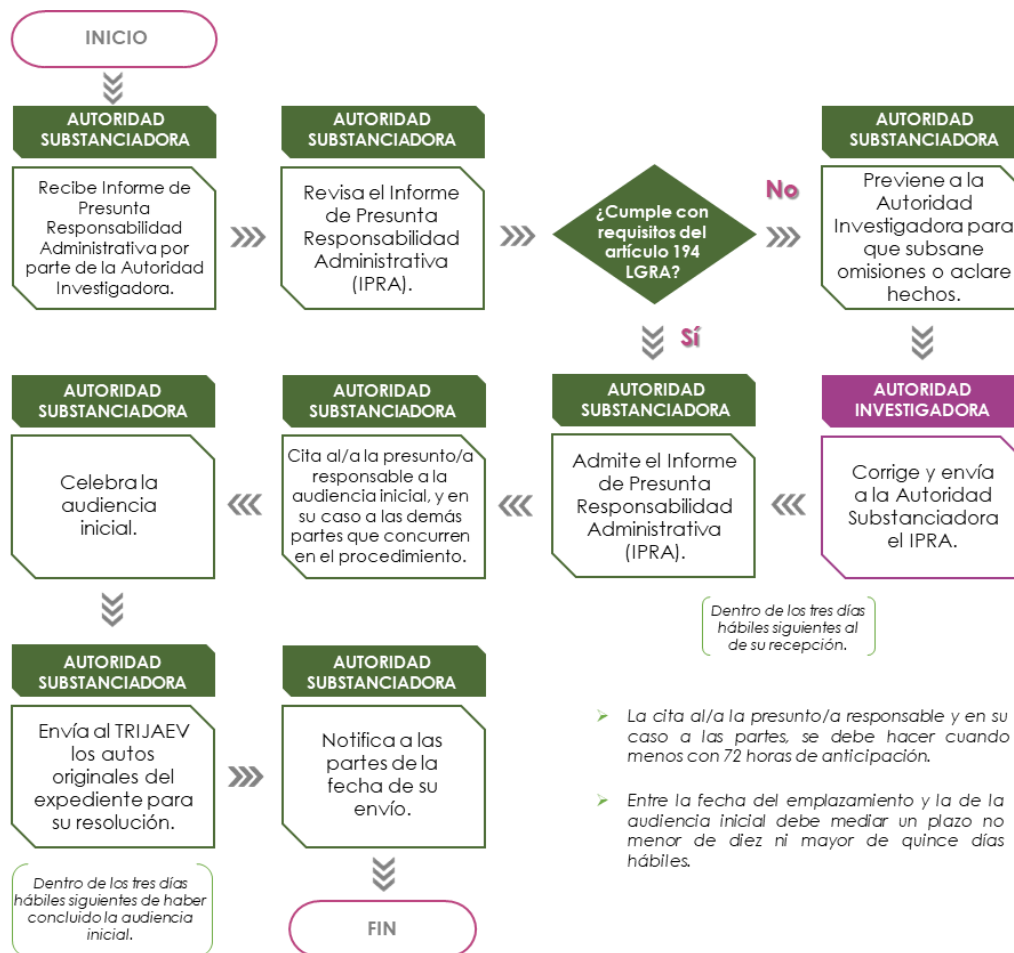 INICIO
AUTORIDAD
SUBSTANCIADORA
Recibe Informe de
Presunta
Responsabilidad
Administrativa por
parte de la Autoridad
Investigadora.
AUTORIDAD
SUBSTANCIADORA
Revisa el Informe
de Presunta
Responsabilidad
Administrativa
(IPRA).
¿Cumple con
requisitos del
artículo 194
LGRA?
No
AUTORIDAD
SUBSTANCIADORA
Previene a la
Autoridad
Investigadora para
que subsane
omisiones o aclare
hechos.
Sí
AUTORIDAD
INVESTIGADORA
Corrige y envía
a la Autoridad
Substanciadora
el IPRA.
AUTORIDAD
SUBSTANCIADORA
Admite el Informe
de Presunta
Responsabilidad
Administrativa
(IPRA).
Dentro de los tres días
hábiles siguientes al
de su recepción.
AUTORIDAD
SUBSTANCIADORA
Cita al/a la presunto/a
responsable a la
audiencia inicial, y en
su caso a las demás
partes que concurren
en el procedimiento.
AUTORIDAD
SUBSTANCIADORA
Celebra la
audiencia
inicial.
AUTORIDAD
SUBSTANCIADORA
Envía al TRIJAEV
los autos
originales del
expediente para
su resolución.
Dentro de los tres días
hábiles siguientes de haber
concluido la audiencia
inicial.
AUTORIDAD
SUBSTANCIADORA
Notifica a las
partes de la
fecha de su
envío.
FIN
La cita al/a la presunto/a responsable y en su
caso a las partes, se debe hacer cuando
menos con 72 horas de anticipación.
Entre la fecha del emplazamiento y la de la
audiencia inicial debe mediar un plazo no
menor de diez ni mayor de quince días
hábiles.